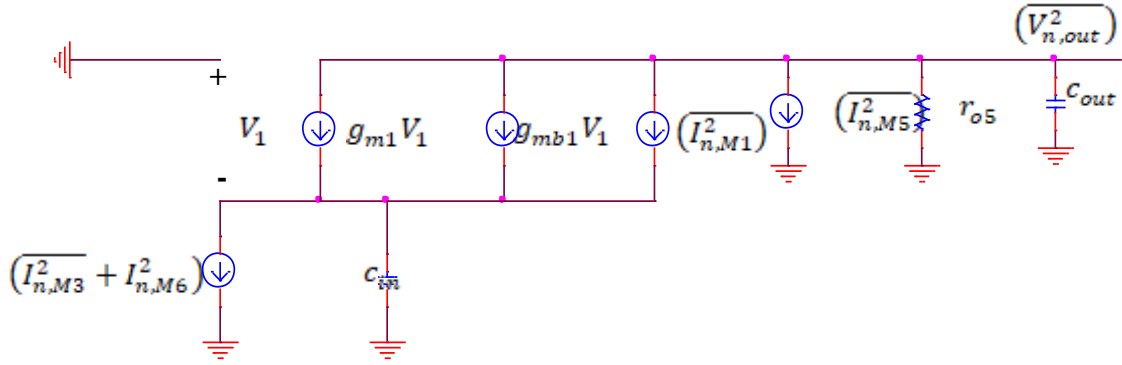 (V²n,out)
+
V₁ gm1V₁ gmb1V₁ (I²n,M1) (I²n,M5) ro5 cout
-
(I²n,M3 + I²n,M6) cin